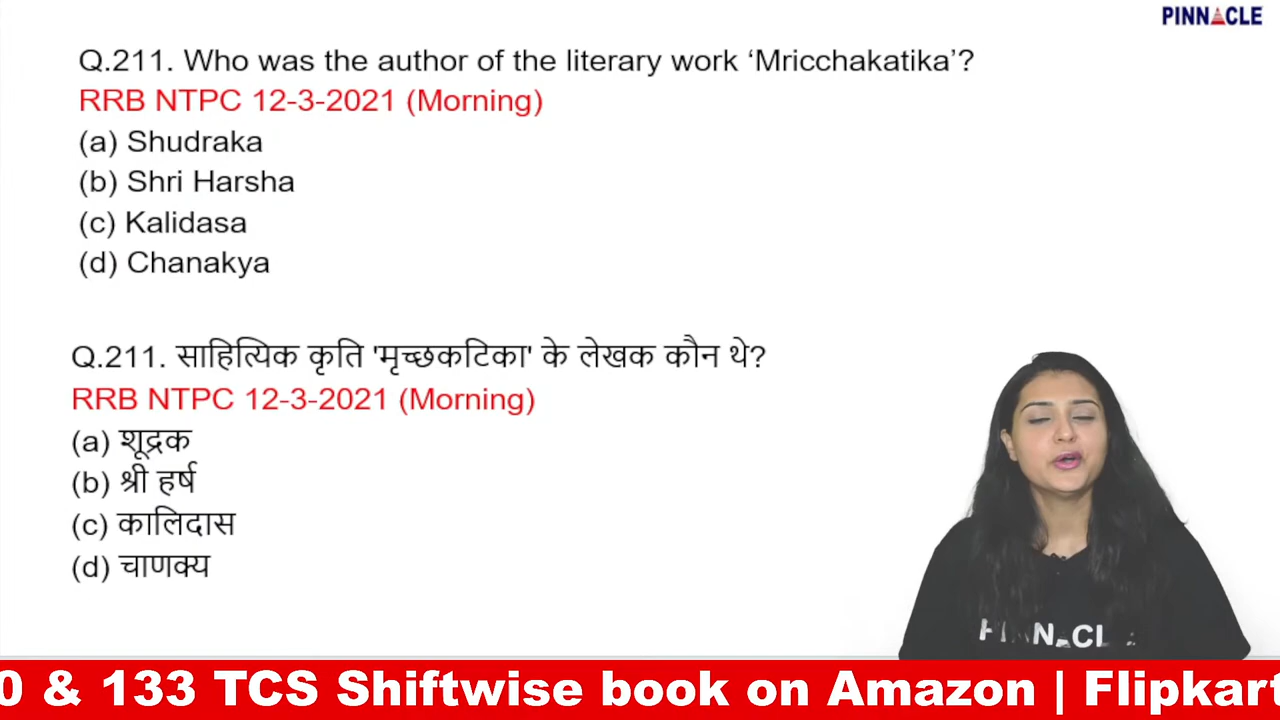 PINNACLE
Q.211. Who was the author of the literary work ‘Mricchakatika’?
RRB NTPC 12-3-2021 (Morning)
(a) Shudraka
(b) Shri Harsha
(c) Kalidasa
(d) Chanakya
Q.211. साहित्यिक कृति 'मृच्छकटिका' के लेखक कौन थे?
RRB NTPC 12-3-2021 (Morning)
(a) शूद्रक
(b) श्री हर्ष
(c) कालिदास
(d) चाणक्य
PINNACLE
0 & 133 TCS Shiftwise book on Amazon | Flipkart